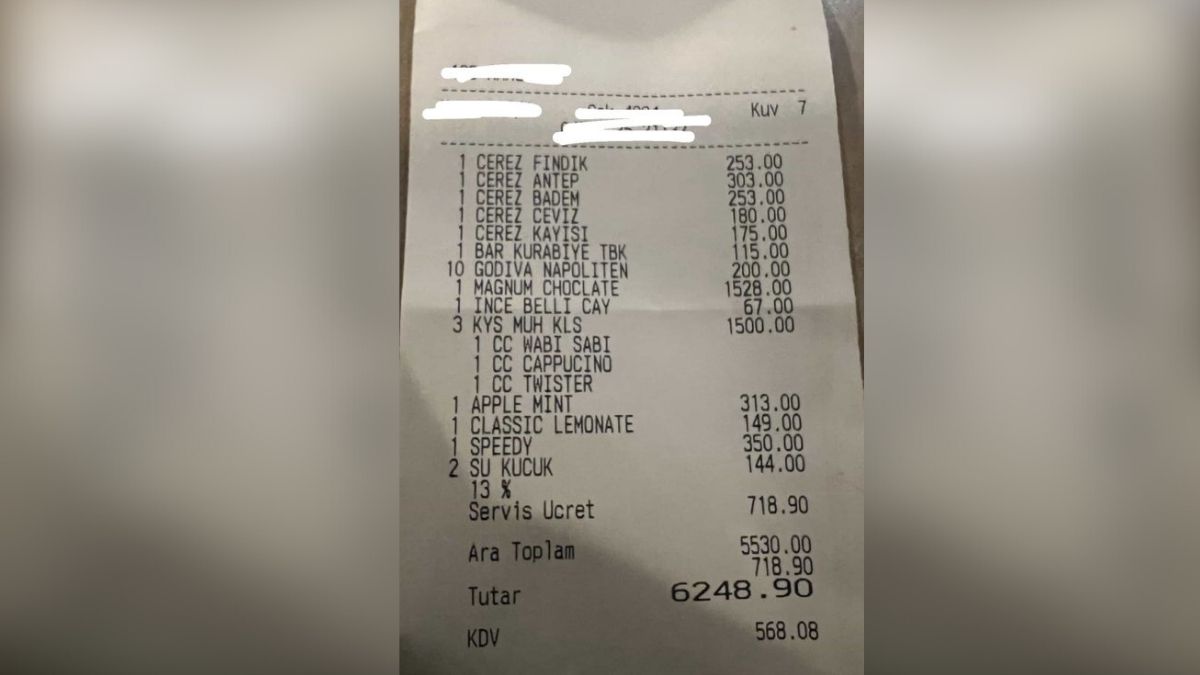 Kuv 7
1 CEREZ FINDIK 253.00
1 CEREZ ANTEP 303.00
1 CEREZ BADEM 253.00
1 CEREZ CEVIZ 180.00
1 CEREZ KAYISI 175.00
1 BAR KURABIYE TBK 115.00
10 GODIVA NAPOLITEN 200.00
1 MAGNUM CHOCLATE 1528.00
1 INCE BELLI CAY 67.00
3 KYS MUH KLS 1500.00
1 CC WABI SABI
1 CC CAPPUCINO
1 CC TWISTER
1 APPLE MINT 313.00
1 CLASSIC LEMONATE 149.00
1 SPEEDY 350.00
2 SU KUCUK 144.00
13 %
Servis Ucret 718.90
Ara Toplam 5530.00
718.90
Tutar 6248.90
KDV 568.08